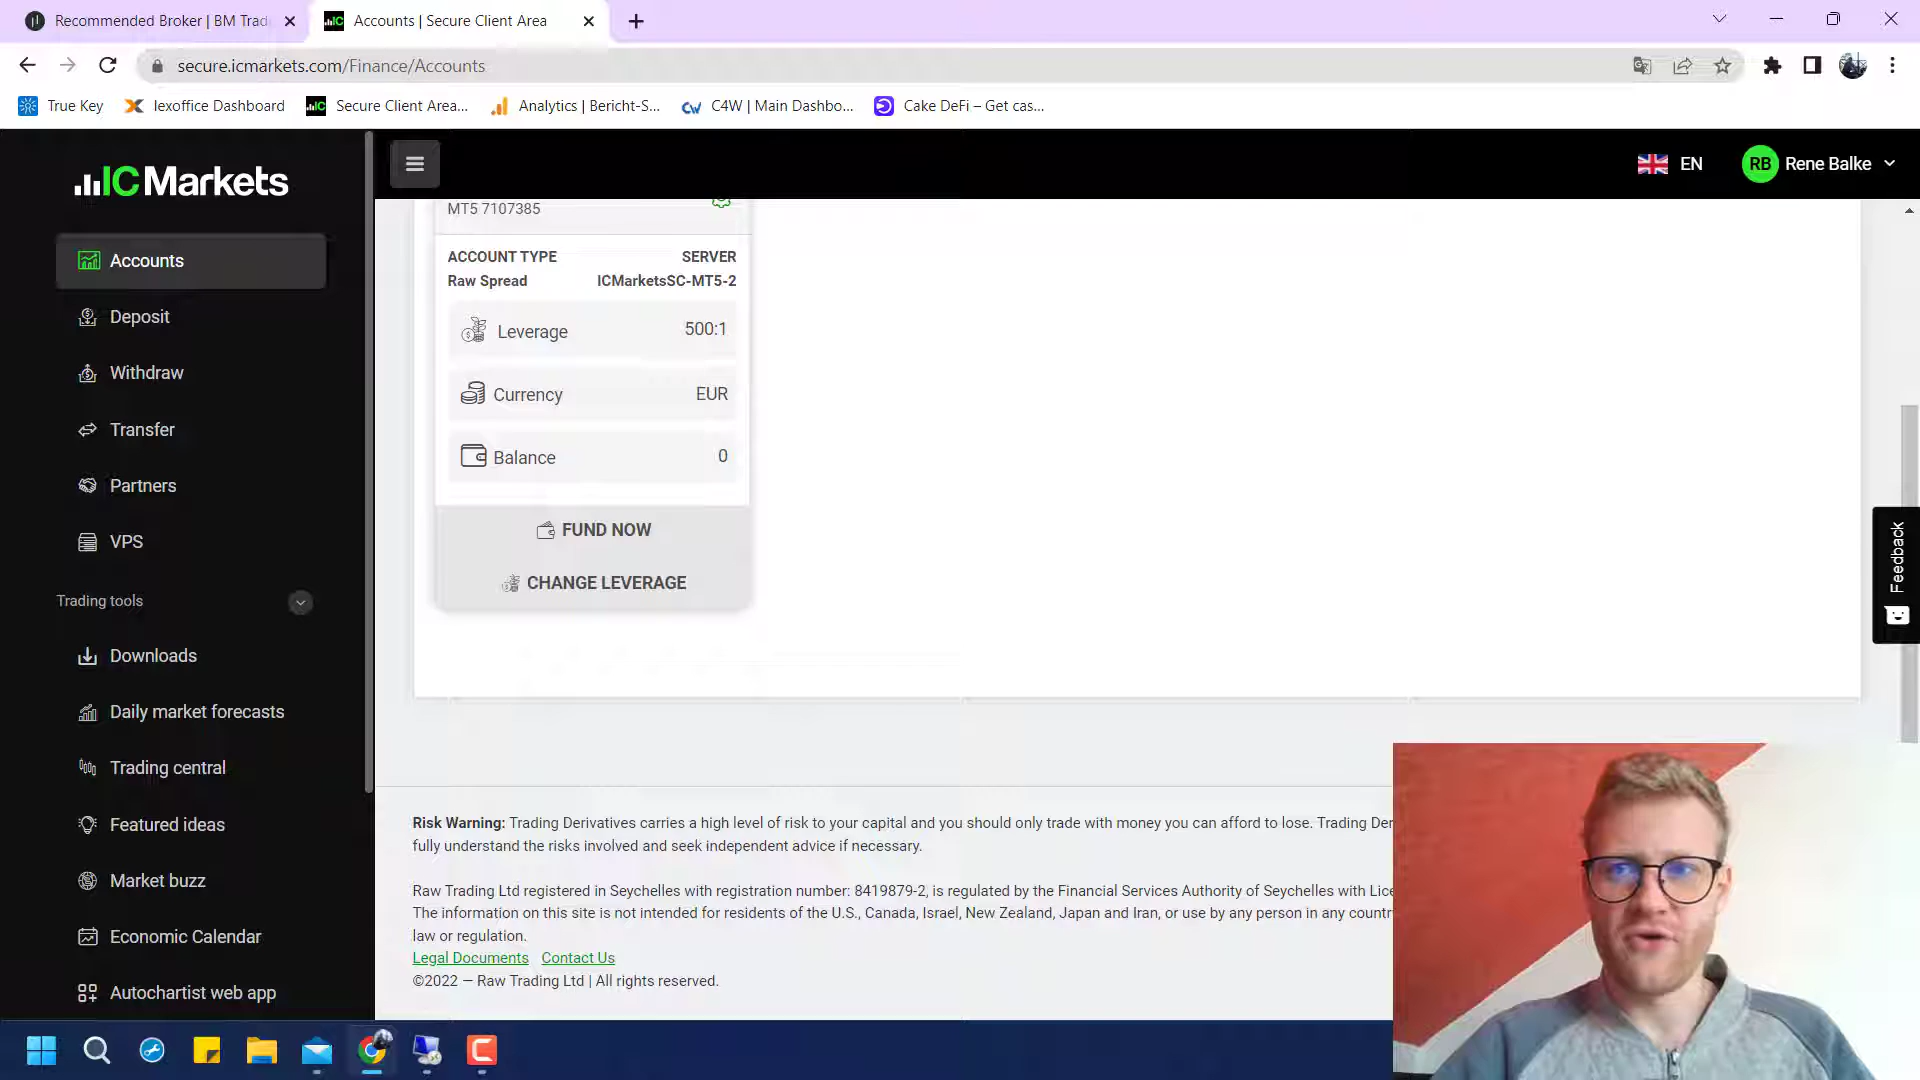 Recommended Broker | BM Trad
Accounts | Secure Client Area
secure.icmarkets.com/Finance/Accounts
True Key
lexoffice Dashboard
Secure Client Area...
Analytics | Bericht-S...
C4W | Main Dashbo...
Cake DeFi – Get cas...
IC Markets
EN
RB
Rene Balke
Accounts
Deposit
Withdraw
Transfer
Partners
VPS
Trading tools
Downloads
Daily market forecasts
Trading central
Featured ideas
Market buzz
Economic Calendar
Autochartist web app
MT5 7107385
ACCOUNT TYPE SERVER
Raw Spread ICMarketsSC-MT5-2
Leverage 500:1
Currency EUR
Balance 0
FUND NOW
CHANGE LEVERAGE
Feedback
Risk Warning: Trading Derivatives carries a high level of risk to your capital and you should only trade with money you can afford to lose. Trading Der
fully understand the risks involved and seek independent advice if necessary.
Raw Trading Ltd registered in Seychelles with registration number: 8419879-2, is regulated by the Financial Services Authority of Seychelles with Lice
The information on this site is not intended for residents of the U.S., Canada, Israel, New Zealand, Japan and Iran, or use by any person in any countr
law or regulation.
Legal Documents Contact Us
©2022 — Raw Trading Ltd | All rights reserved.